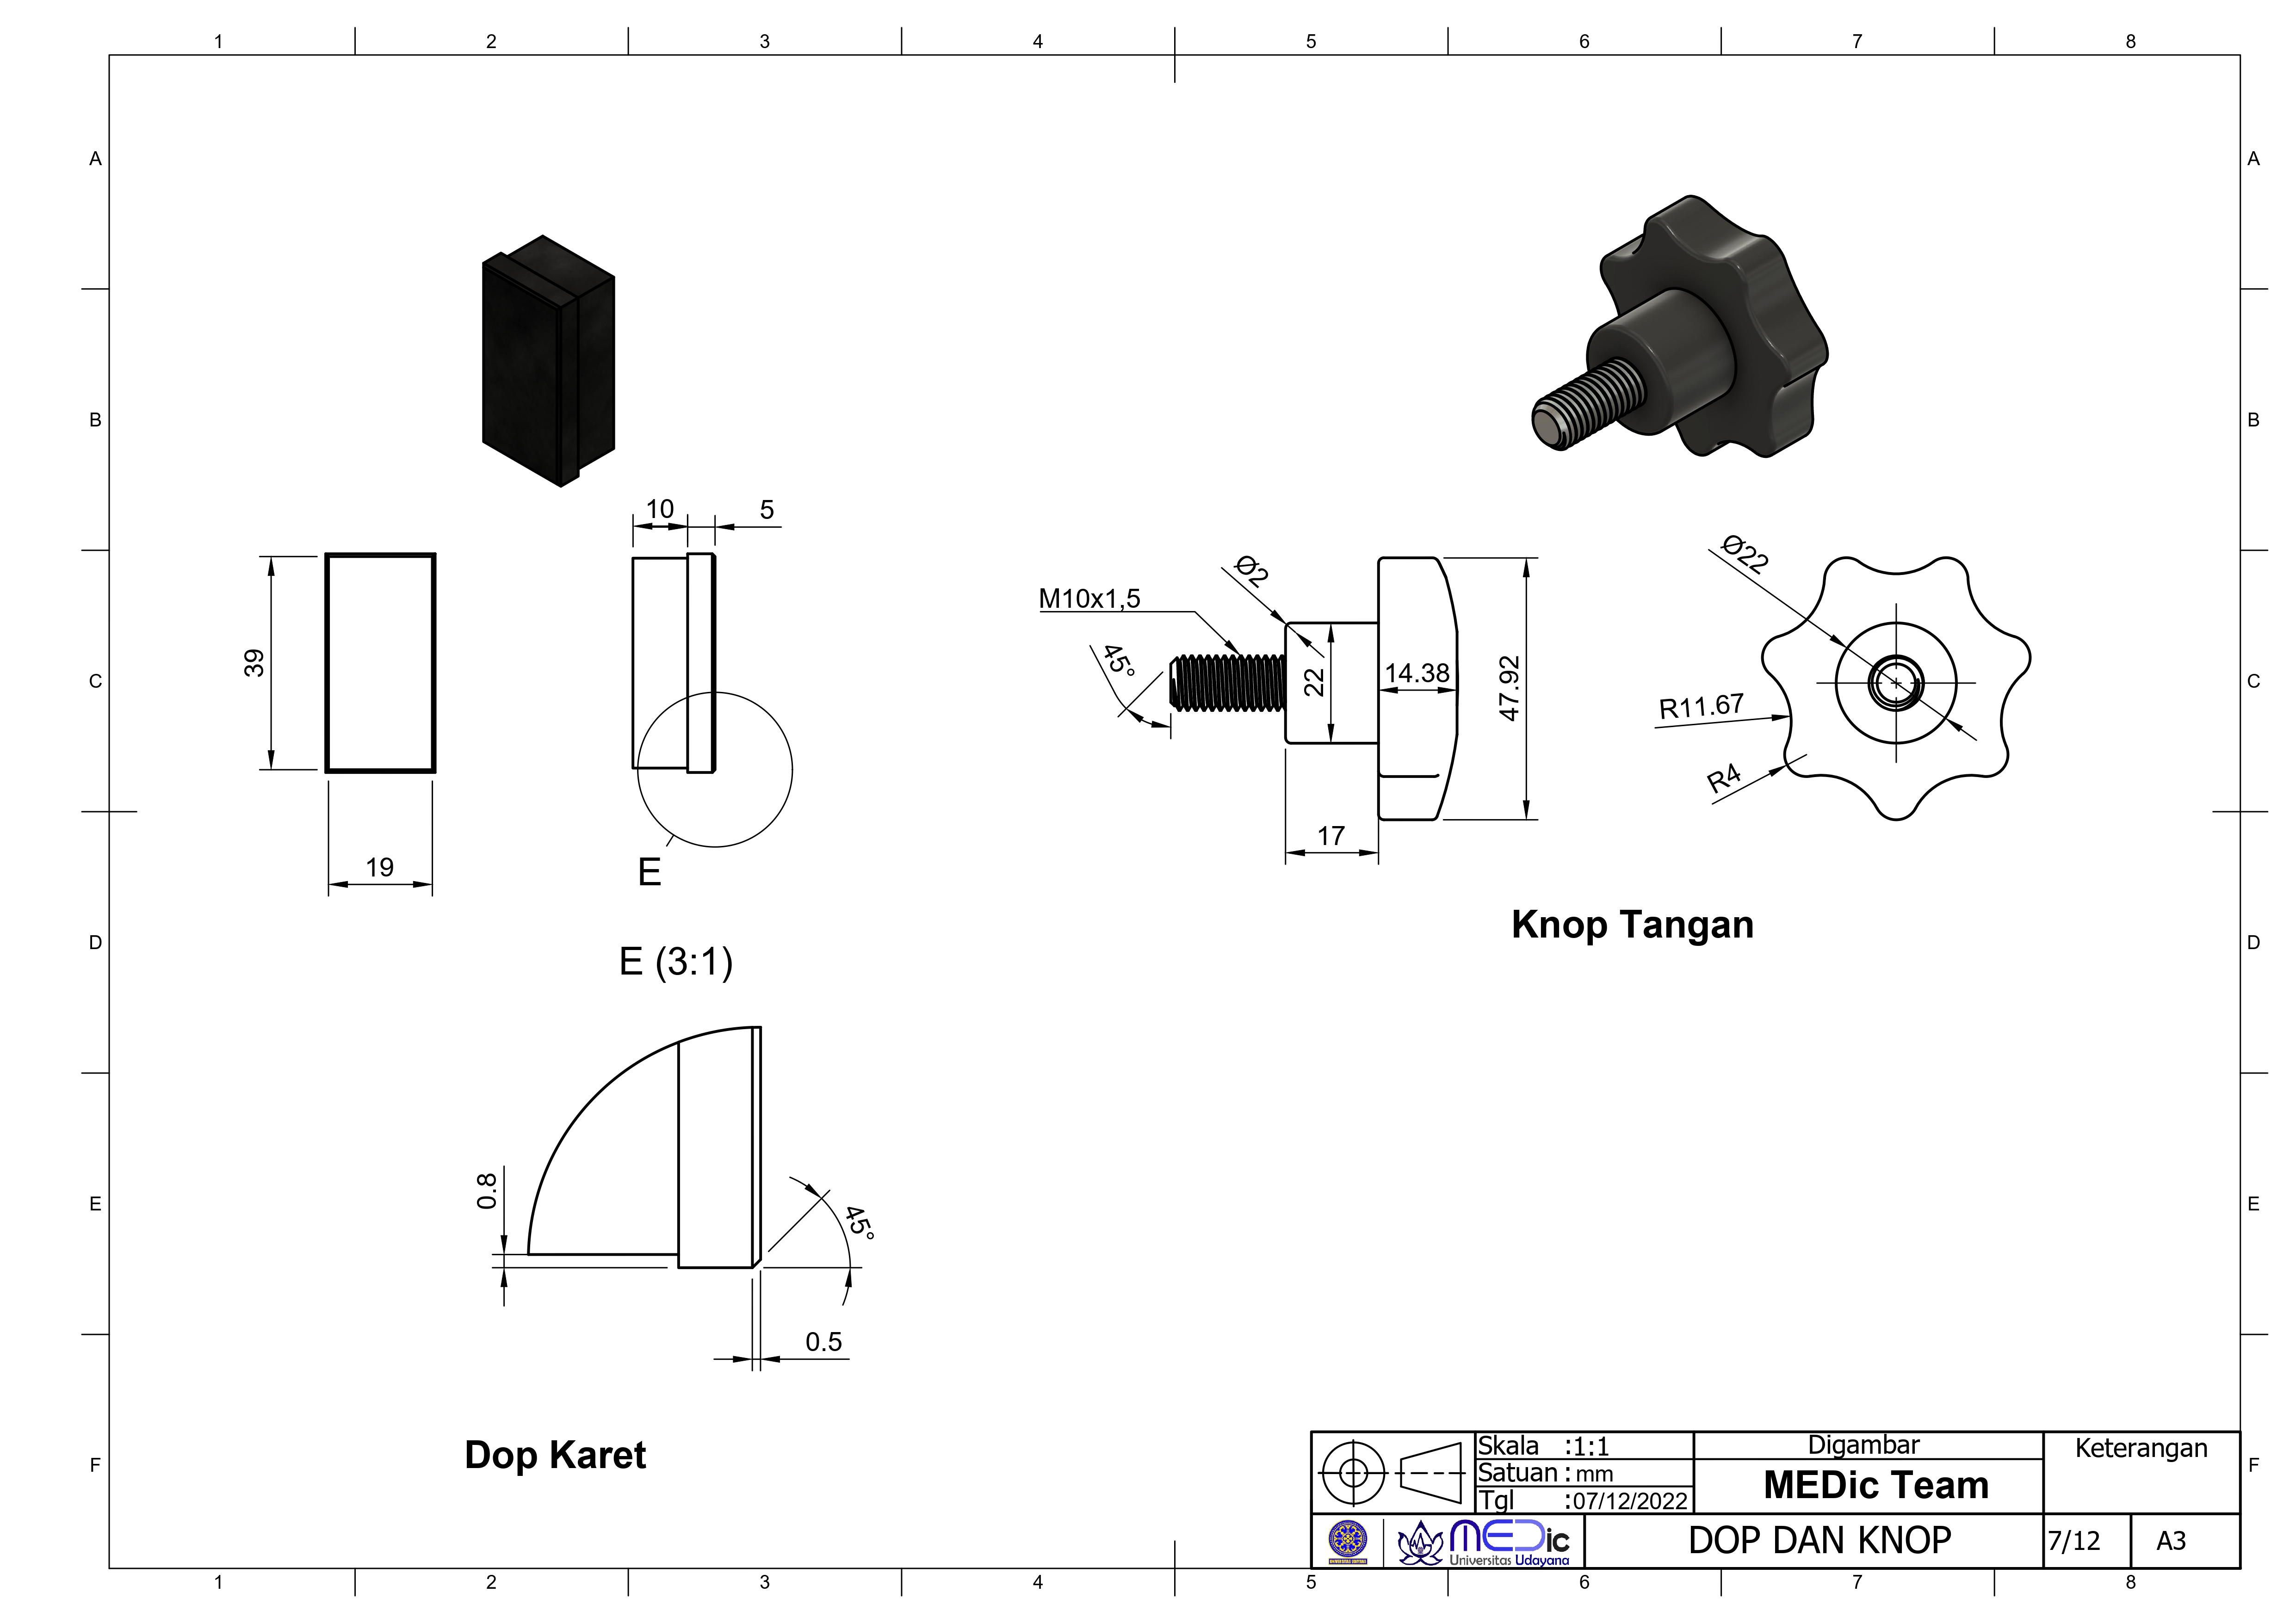 1 2 3 4 5 6 7 8
A A
B B
10 5
Ø2 Ø22
M10x1,5
45°
39
22
14.38
47.92
C C
R11.67
R4
17
19
E
Knop Tangan
D D
E (3:1)
0.8
45°
E E
0.5
Dop Karet
F F
Skala :1:1
Satuan : mm
Tgl :07/12/2022
Digambar
MEDic Team
Keterangan
UNIVERSITAS UDAYANA
MEDic
Universitas Udayana
DOP DAN KNOP
7/12
A3
1 2 3 4 5 6 7 8